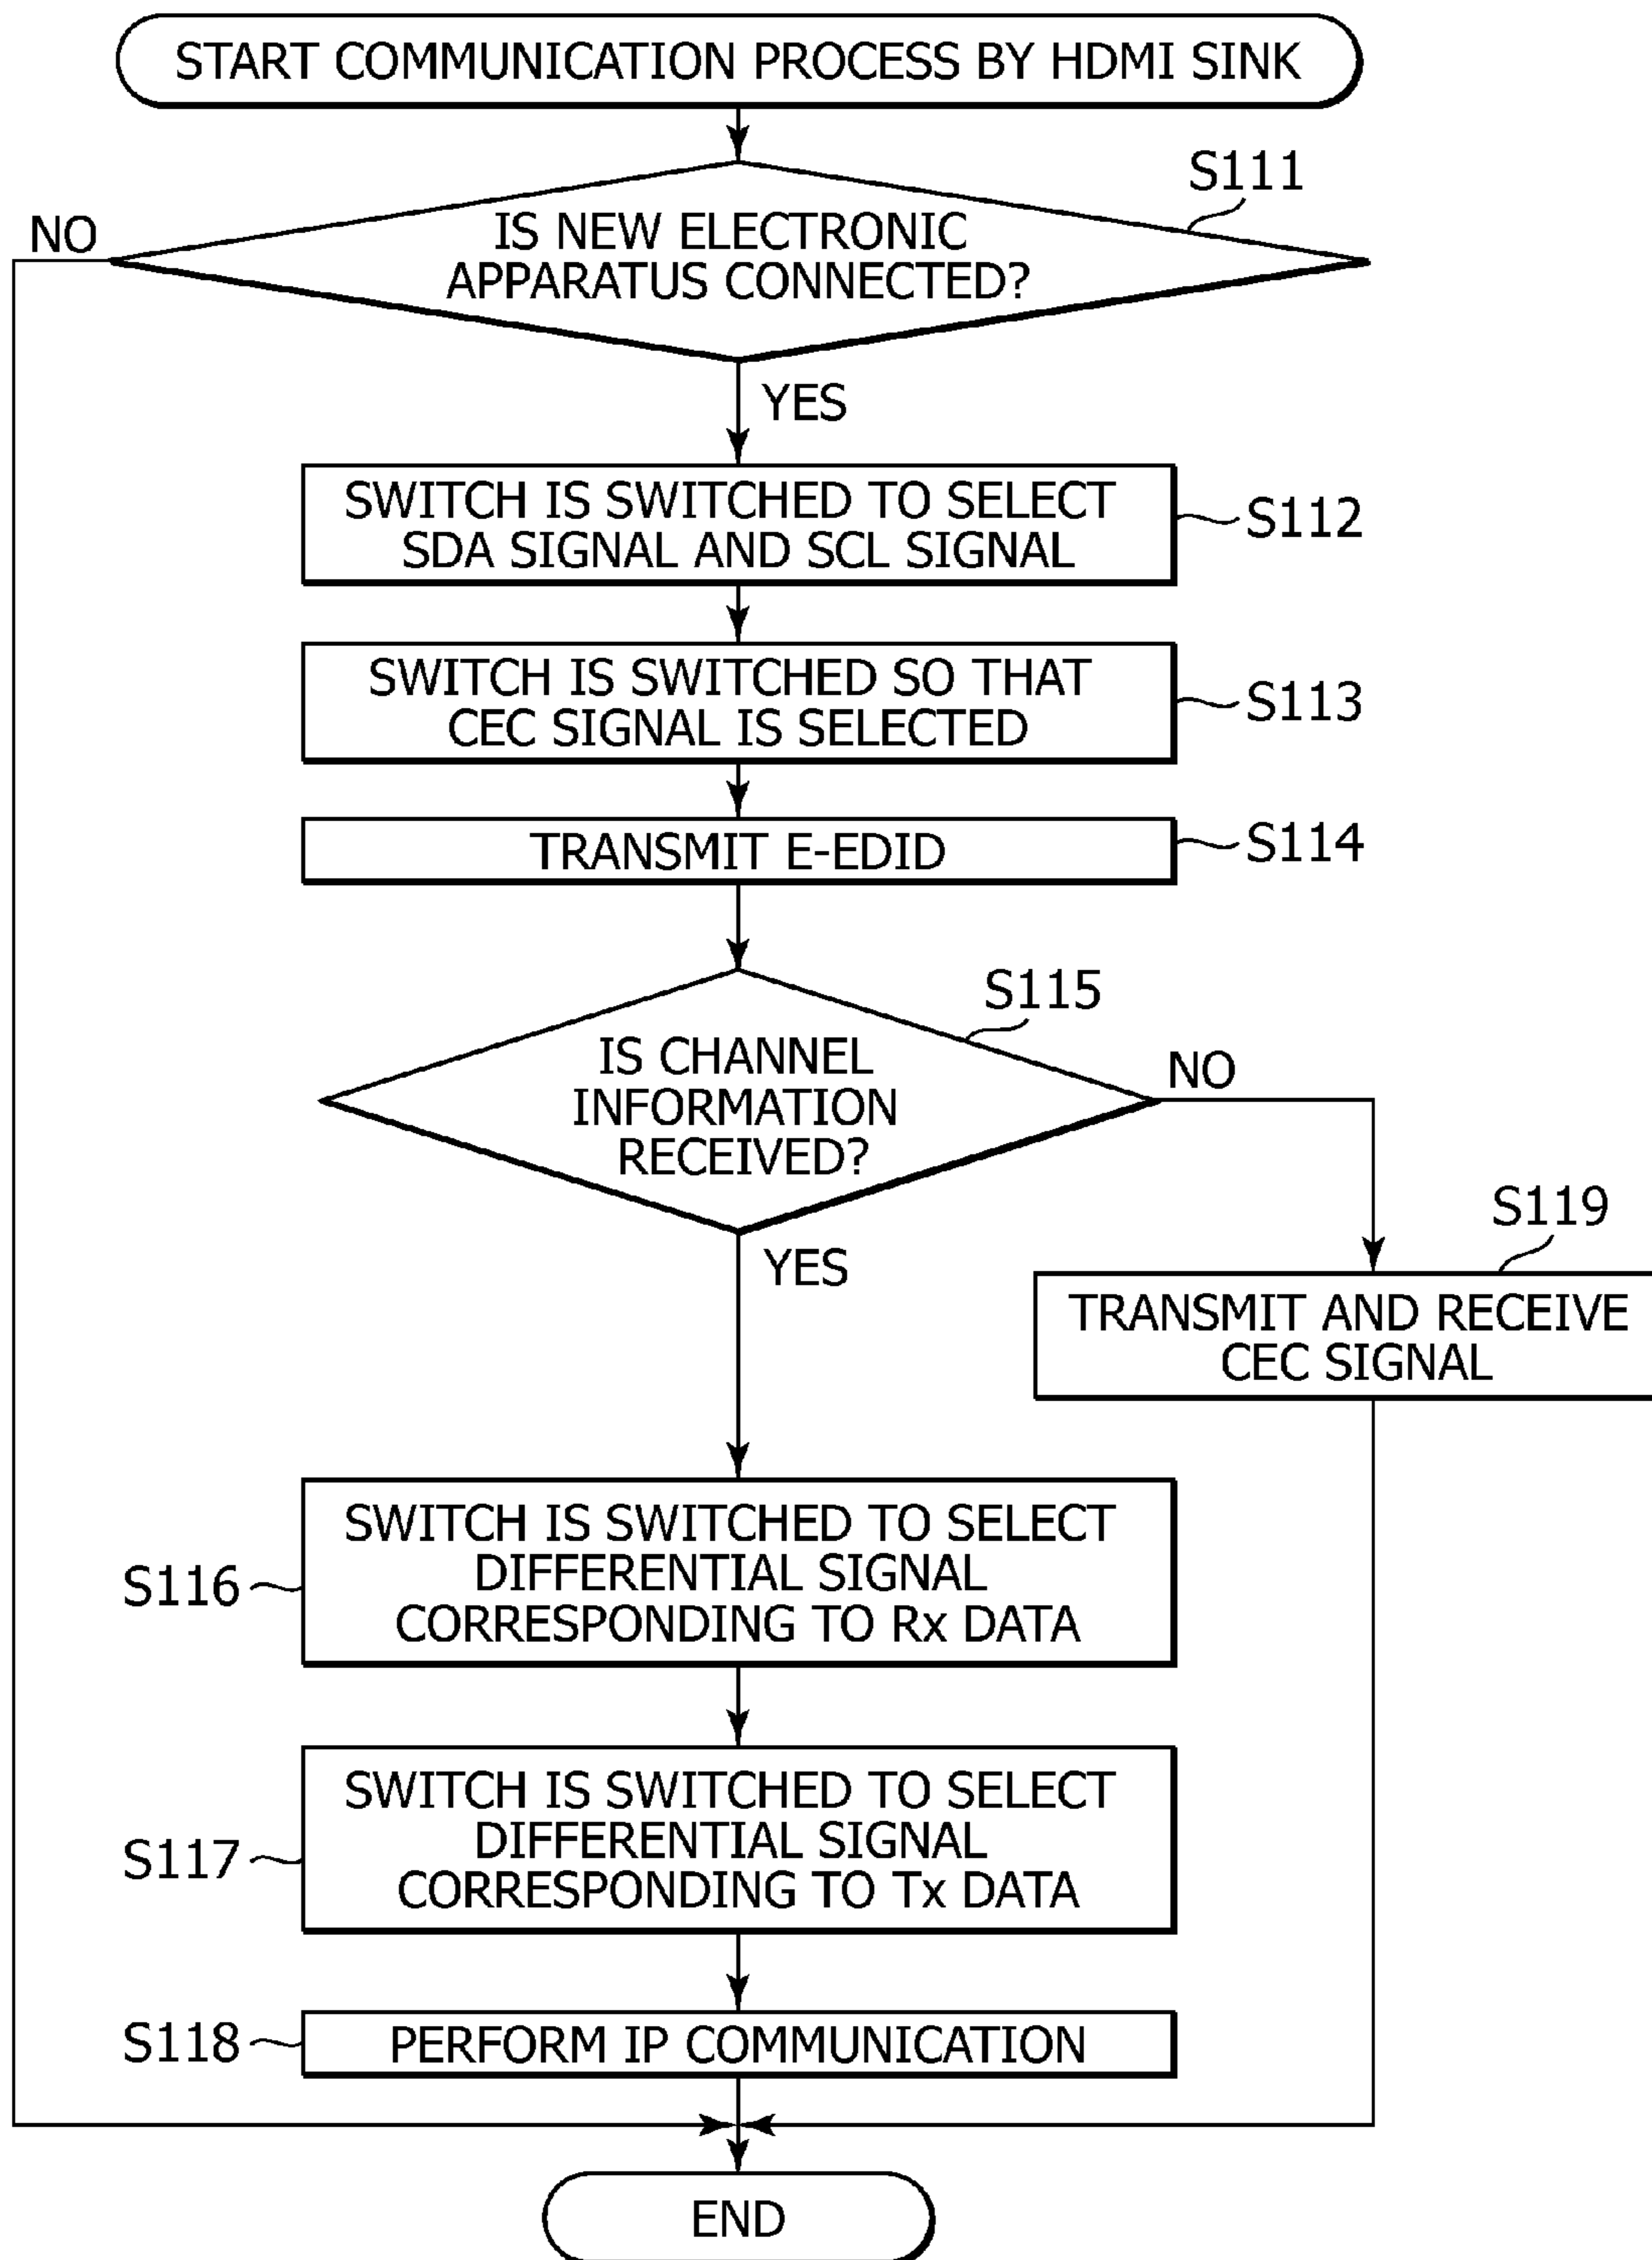 START COMMUNICATION PROCESS BY HDMI SINK
S111
NO
IS NEW ELECTRONIC
APPARATUS CONNECTED?
YES
SWITCH IS SWITCHED TO SELECT
SDA SIGNAL AND SCL SIGNAL
S112
SWITCH IS SWITCHED SO THAT
CEC SIGNAL IS SELECTED
S113
TRANSMIT E-EDID
S114
S115
IS CHANNEL
INFORMATION
RECEIVED?
NO
YES
S119
TRANSMIT AND RECEIVE
CEC SIGNAL
SWITCH IS SWITCHED TO SELECT
DIFFERENTIAL SIGNAL
CORRESPONDING TO Rx DATA
S116
SWITCH IS SWITCHED TO SELECT
DIFFERENTIAL SIGNAL
CORRESPONDING TO Tx DATA
S117
S118
PERFORM IP COMMUNICATION
END